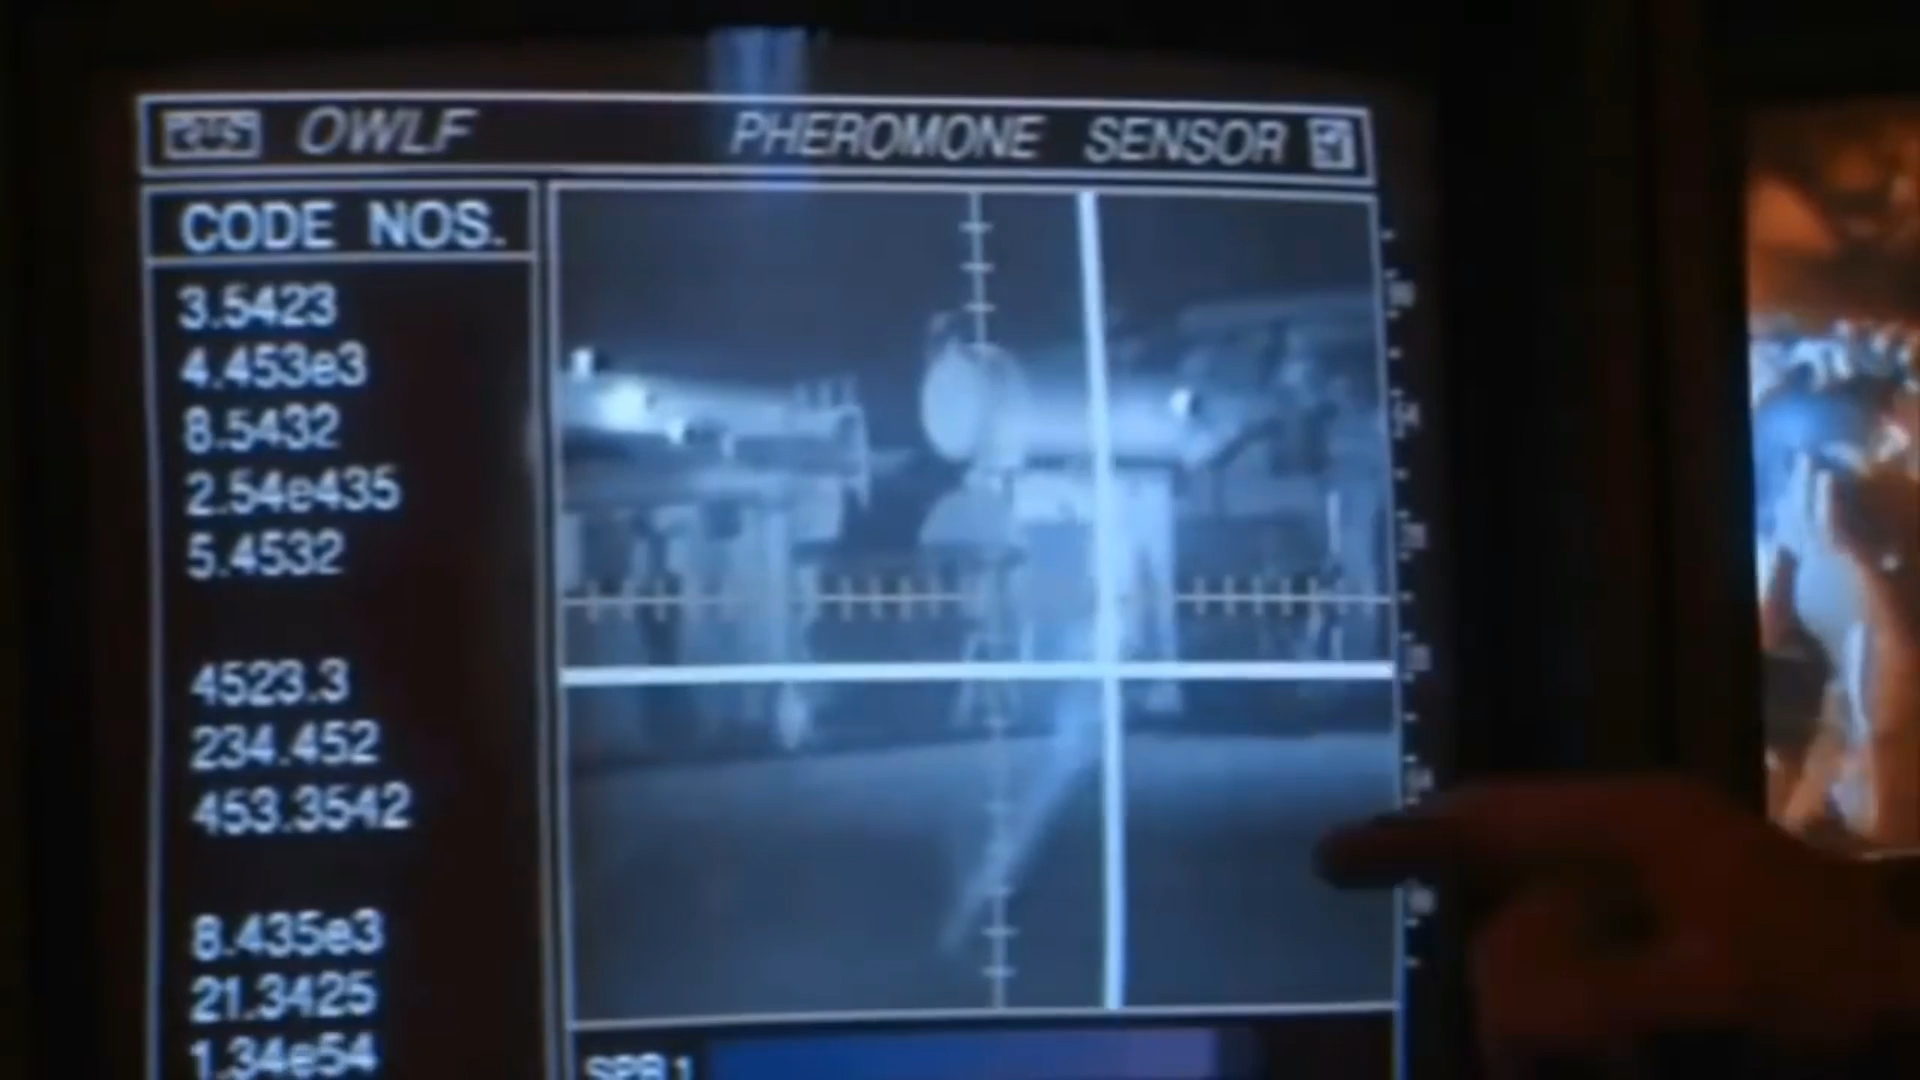 OWLF PHEROMONE SENSOR
CODE NOS.
3.5423
4.453e3
8.5432
2.54e435
5.4532
4523.3
234.452
453.3542
8.435e3
21.3425
1.34e54